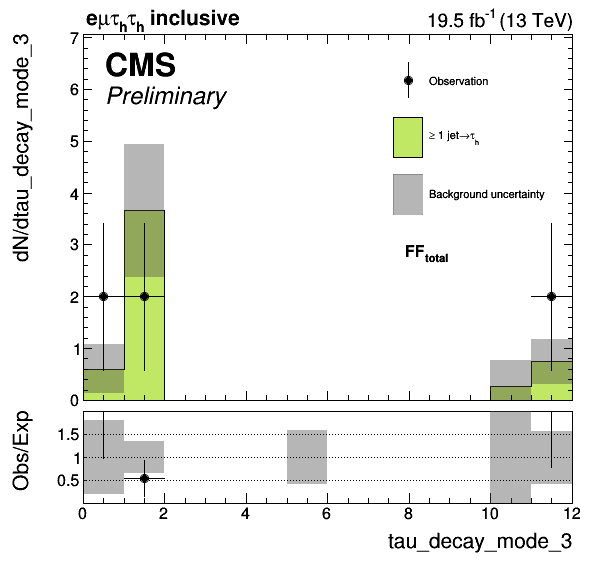 eμτhτh inclusive 19.5 fb-1 (13 TeV)
dN/dtau_decay_mode_3
CMS
Preliminary
Observation
≥ 1 jet→τh
Background uncertainty
FFtotal
7
6
5
4
3
2
1
0
Obs/Exp
1.5
1
0.5
0 2 4 6 8 10 12
tau_decay_mode_3